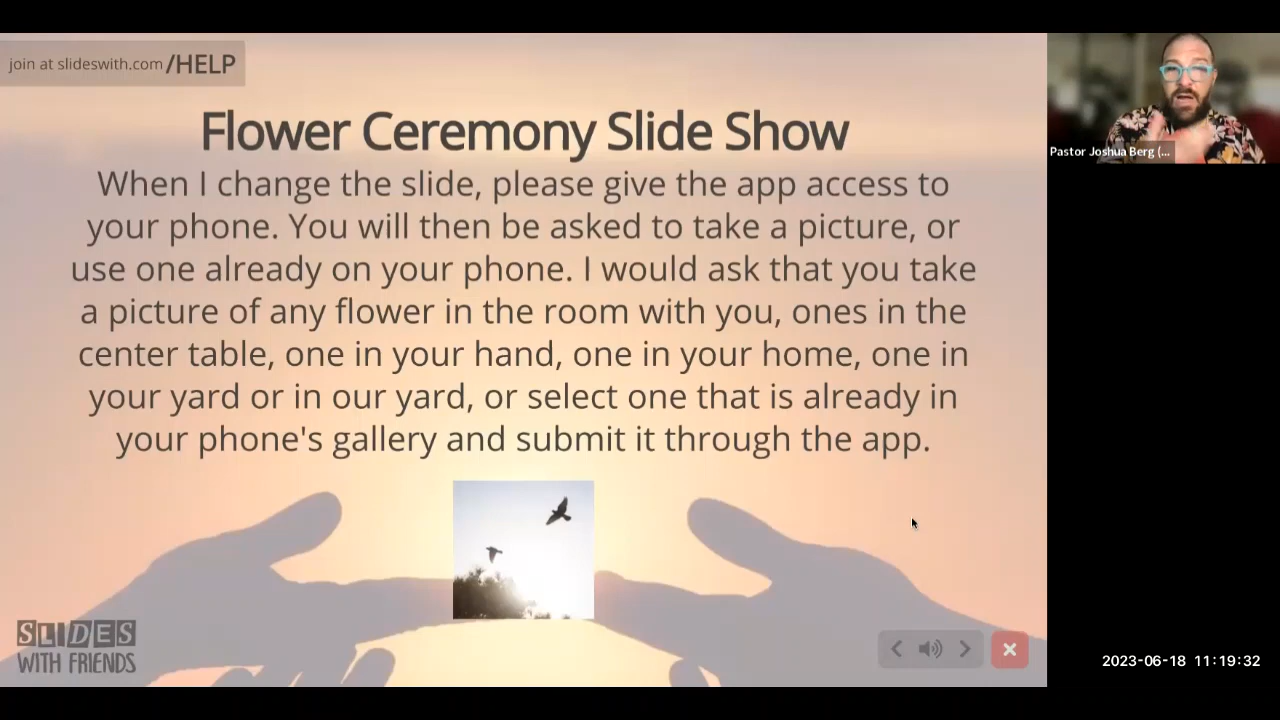 join at slideswith.com /HELP
Flower Ceremony Slide Show
When I change the slide, please give the app access to
your phone. You will then be asked to take a picture, or
use one already on your phone. I would ask that you take
a picture of any flower in the room with you, ones in the
center table, one in your hand, one in your home, one in
your yard or in our yard, or select one that is already in
your phone's gallery and submit it through the app.
SLIDES
WITH FRIENDS
Pastor Joshua Berg (...
2023-06-18 11:19:32